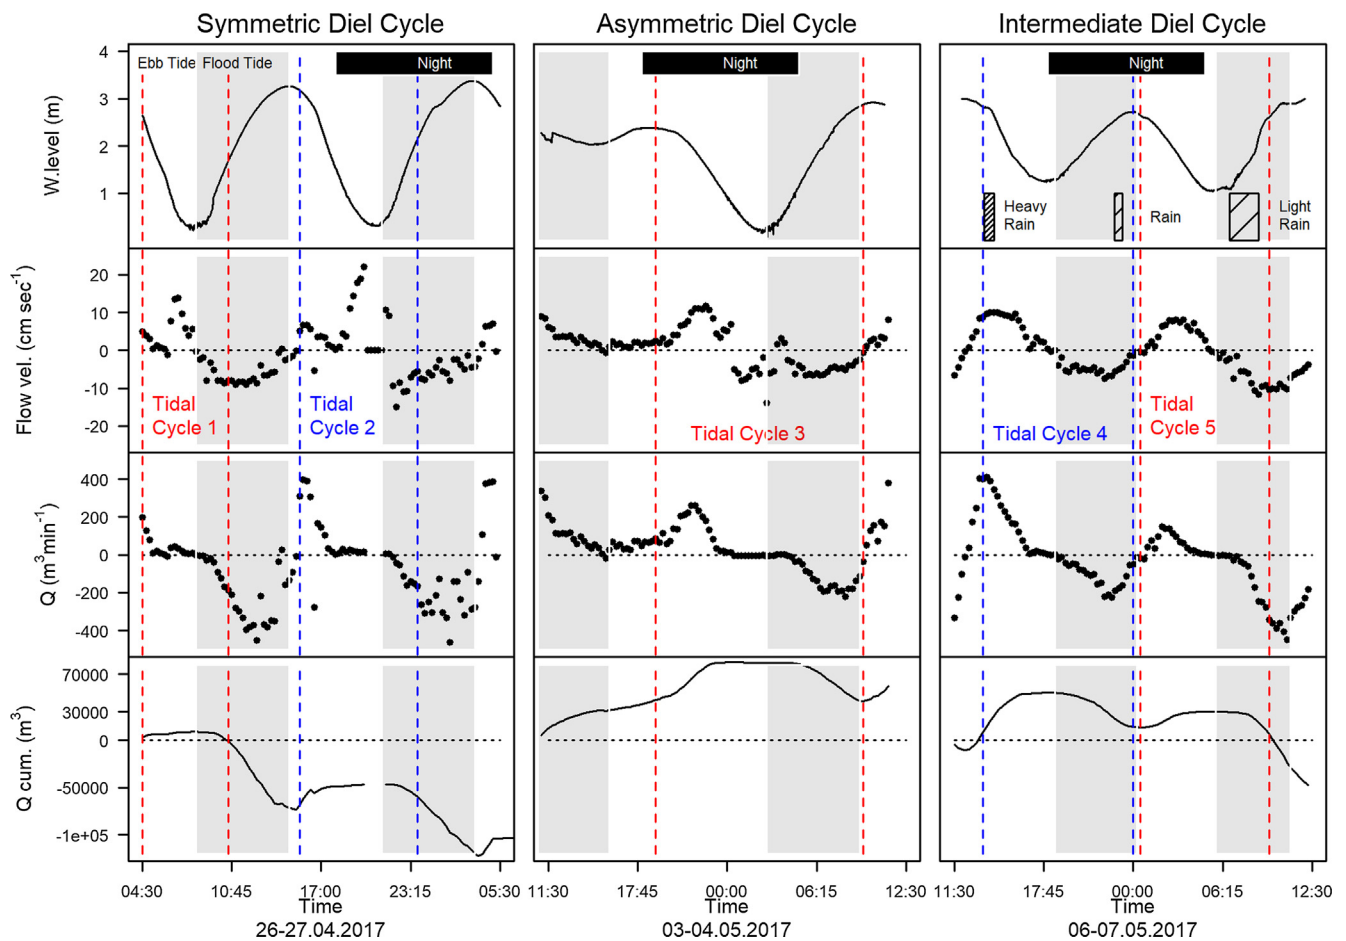 Symmetric Diel Cycle
Asymmetric Diel Cycle
Intermediate Diel Cycle
W.level (m)
4
3
2
1
Ebb Tide
Flood Tide
Night
Night
Night
Heavy
Rain
Rain
Light
Rain
Flow vel. (cm sec-1)
20
10
0
-10
-20
Tidal
Cycle 1
Tidal
Cycle 2
Tidal Cycle 3
Tidal Cycle 4
Tidal
Cycle 5
Q (m3min-1)
400
200
0
-200
-400
Q cum. (m3)
70000
30000
0
-50000
-1e+05
04:30 10:45 17:00 23:15 05:30
Time
26-27.04.2017
11:30 17:45 00:00 06:15 12:30
Time
03-04.05.2017
11:30 17:45 00:00 06:15 12:30
Time
06-07.05.2017